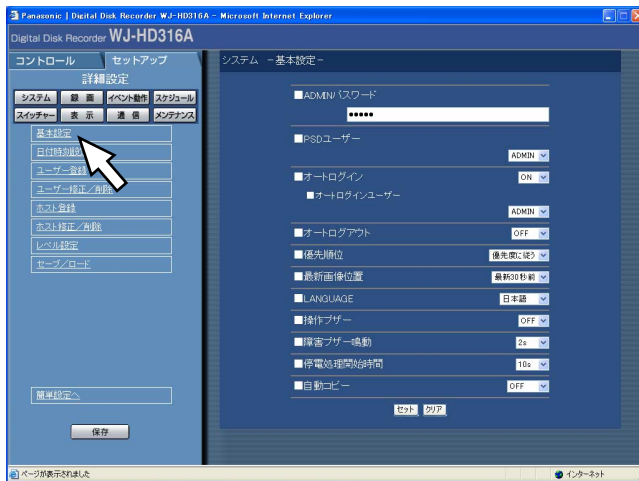 Panasonic | Digital Disk Recorder WJ-HD316A - Microsoft Internet Explorer
Digital Disk Recorder WJ-HD316A
コントロール セットアップ
詳細設定
システム 録 画 イベント動作 スケジュール
スイッチャー 表 示 通 信 メンテナンス
基本設定
日付時刻
ユーザー登録
ユーザー修正／削除
ホスト登録
ホスト修正／削除
レベル設定
セーブ／ロード
簡単設定へ
保存
システム －基本設定－
■ADMINパスワード
●●●●●
■PSDユーザー
ADMIN
■オートログイン ON
■オートログインユーザー
ADMIN
■オートログアウト OFF
■優先順位 優先度に従う
■最新画像位置 最新30秒前
■LANGUAGE 日本語
■操作ブザー OFF
■障害ブザー鳴動 2s
■停電処理開始時間 10s
■自動コピー OFF
セット クリア
ページが表示されました インターネット